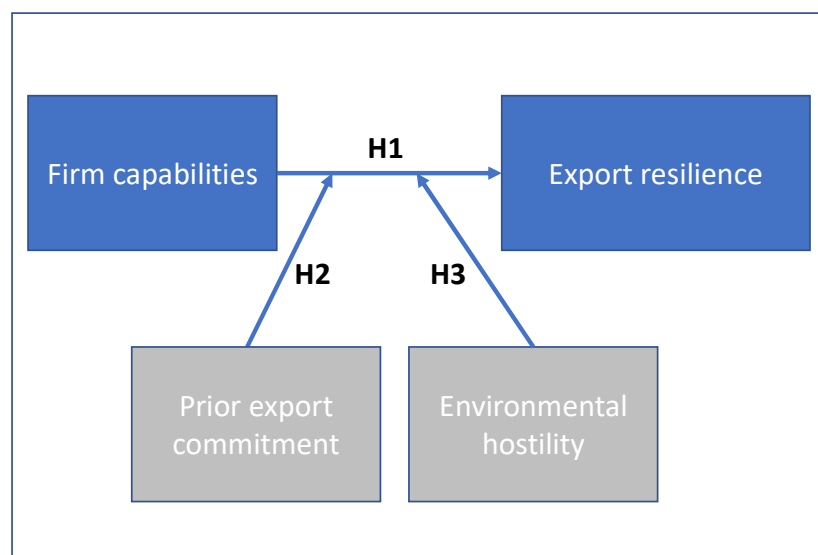 H1
Firm capabilities
Export resilience
H2
H3
Prior export
commitment
Environmental
hostility